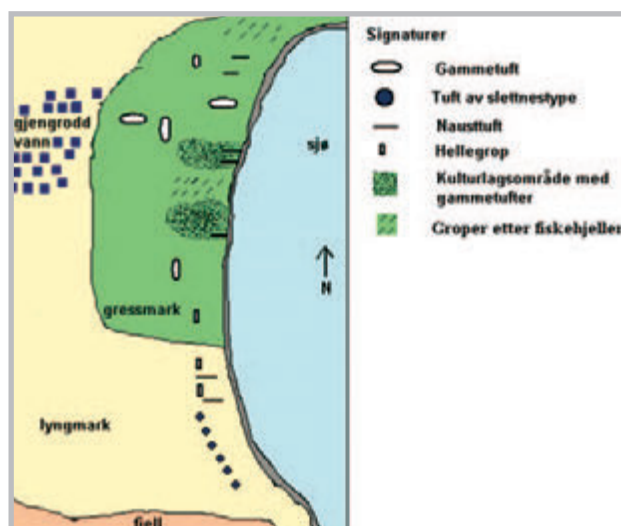 Signaturer
Gammetuft
Tuft av slettnestype
Nausttuft
Hellegrop
Kulturlagsområde med
gammetufter
Groper etter fiskehjeller
gjengrodd
vann
sjø
N
gressmark
lyngmark
fjell